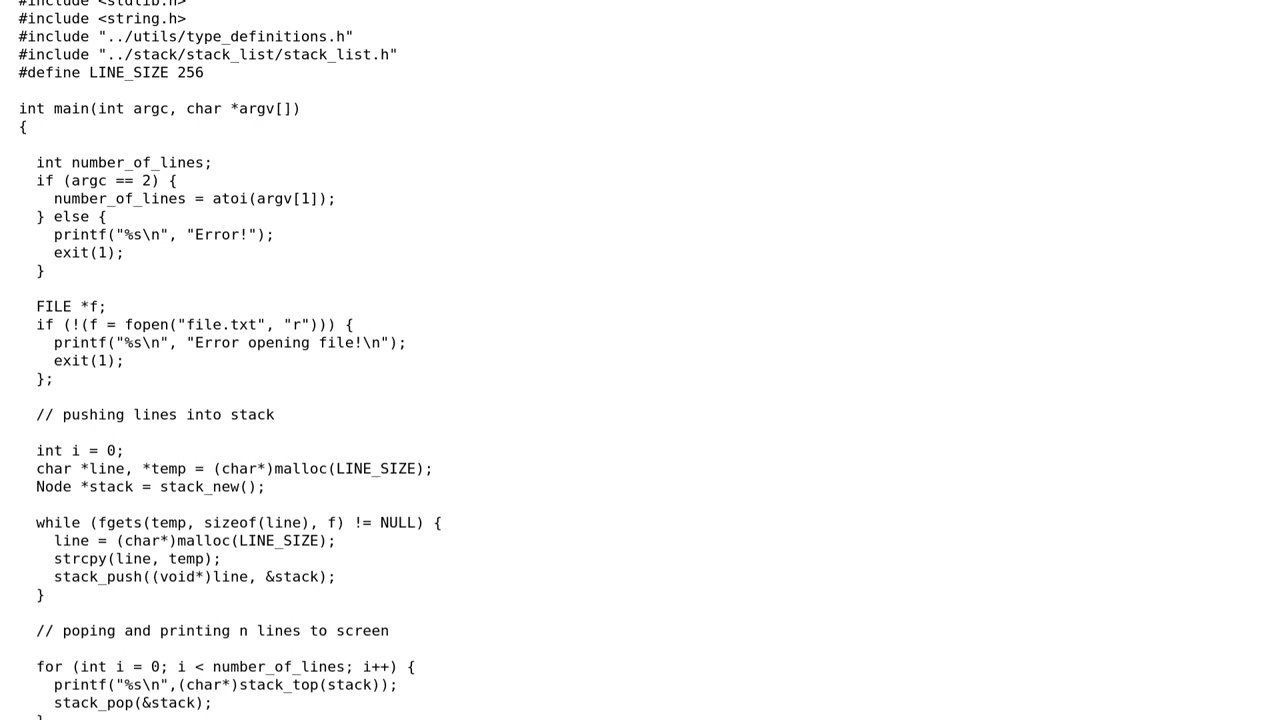 #include <stdlib.h>
#include <string.h>
#include "../utils/type_definitions.h"
#include "../stack/stack_list/stack_list.h"
#define LINE_SIZE 256

int main(int argc, char *argv[])
{

  int number_of_lines;
  if (argc == 2) {
    number_of_lines = atoi(argv[1]);
  } else {
    printf("%s\n", "Error!");
    exit(1);
  }

  FILE *f;
  if (!(f = fopen("file.txt", "r"))) {
    printf("%s\n", "Error opening file!\n");
    exit(1);
  };

  // pushing lines into stack

  int i = 0;
  char *line, *temp = (char*)malloc(LINE_SIZE);
  Node *stack = stack_new();

  while (fgets(temp, sizeof(line), f) != NULL) {
    line = (char*)malloc(LINE_SIZE);
    strcpy(line, temp);
    stack_push((void*)line, &stack);
  }

  // poping and printing n lines to screen

  for (int i = 0; i < number_of_lines; i++) {
    printf("%s\n",(char*)stack_top(stack));
    stack_pop(&stack);
  }